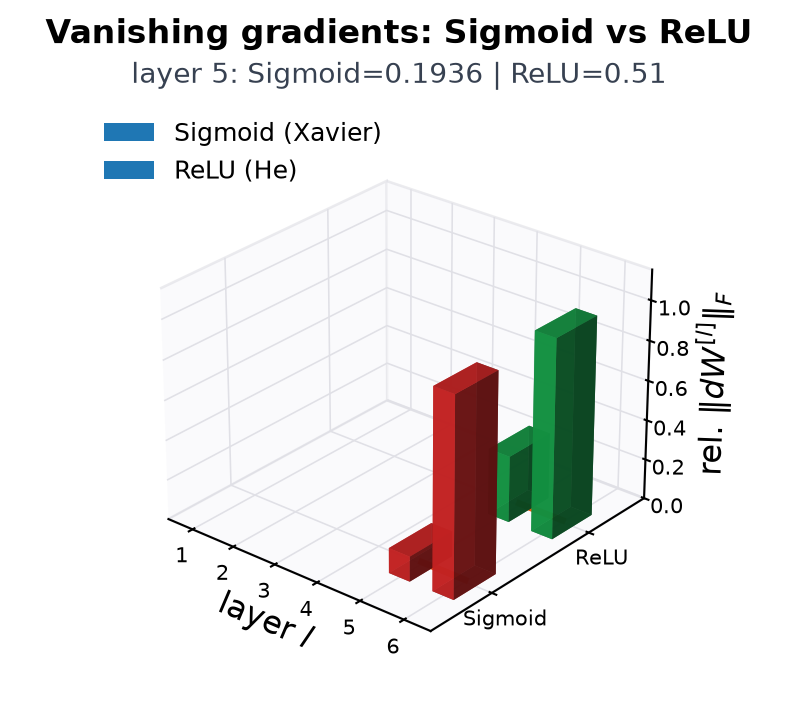 Vanishing gradients: Sigmoid vs ReLU
layer 5: Sigmoid=0.1936 | ReLU=0.51
Sigmoid (Xavier)
ReLU (He)
1.0
0.8
0.6
0.4
0.2
0.0
rel. ‖dW^[l]‖_F
ReLU
Sigmoid
1
2
3
4
5
6
layer l